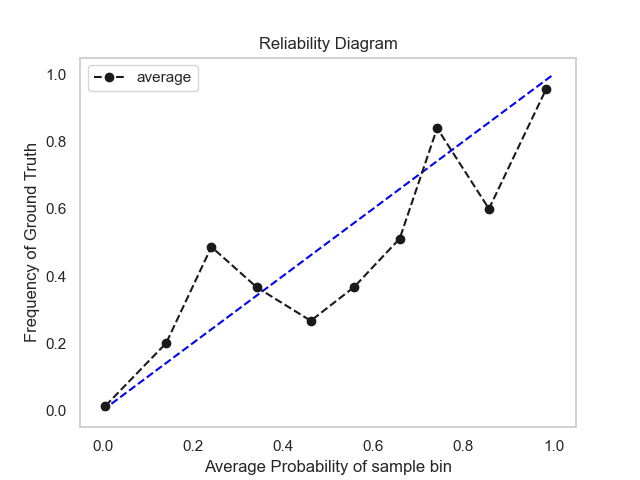 Reliability Diagram
average
Frequency of Ground Truth
1.0
0.8
0.6
0.4
0.2
0.0
0.0 0.2 0.4 0.6 0.8 1.0
Average Probability of sample bin